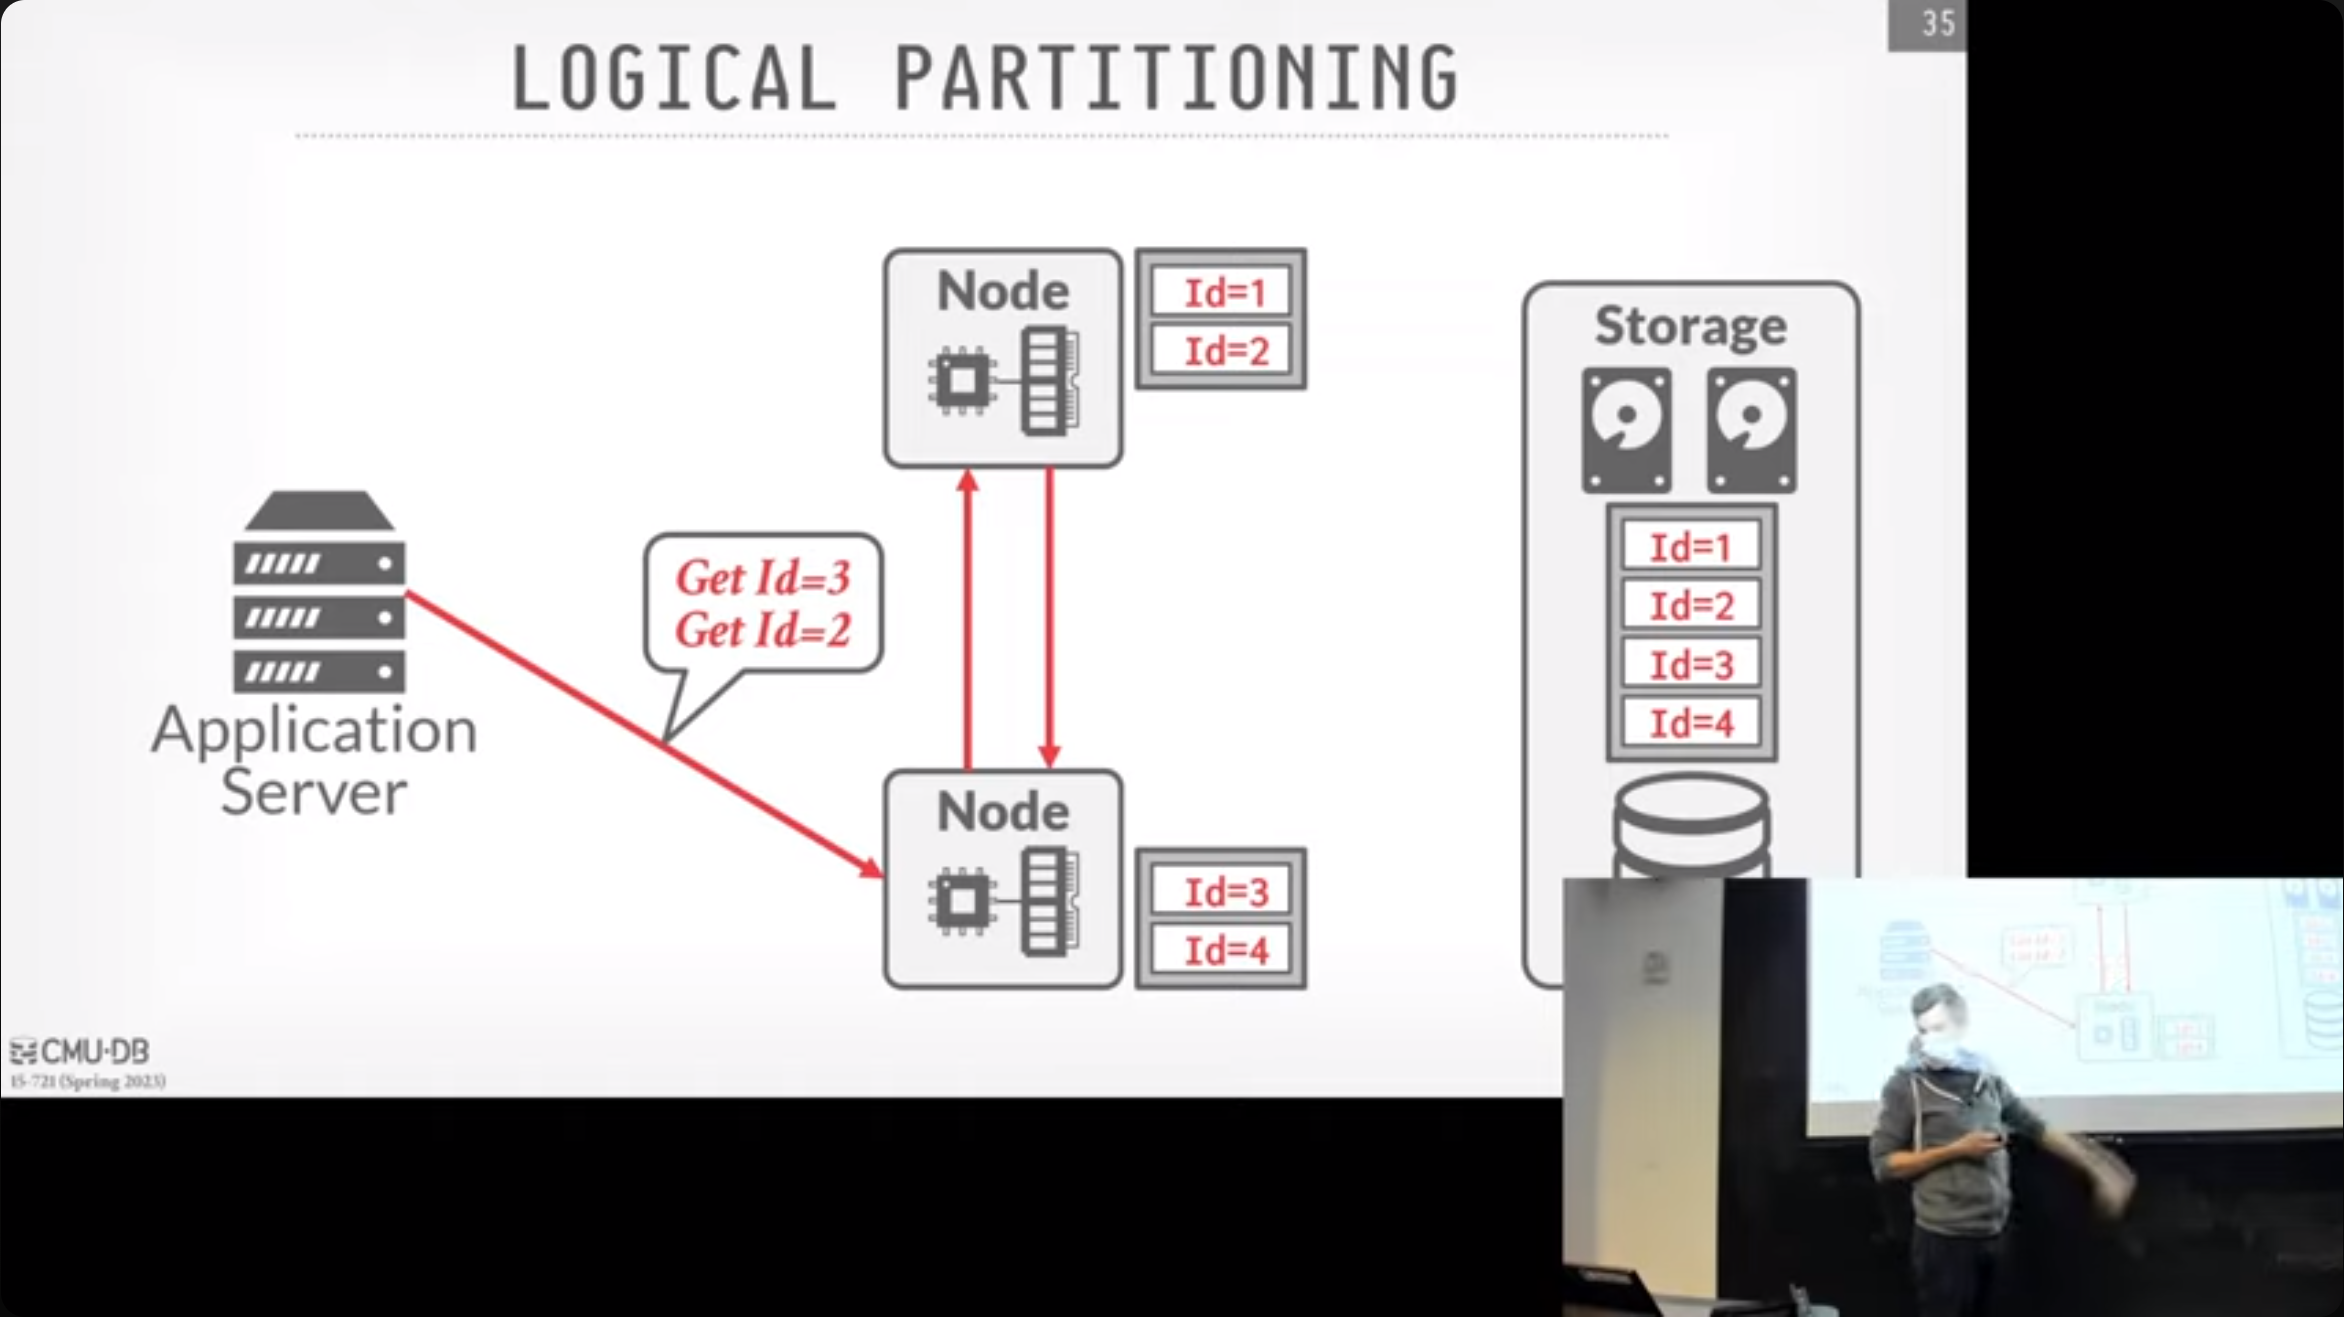 35
LOGICAL PARTITIONING
Node
Id=1
Id=2
Storage
Get Id=3
Get Id=2
Id=1
Id=2
Id=3
Id=4
Application
Server
Node
Id=3
Id=4
CMU·DB
15-721 (Spring 2023)